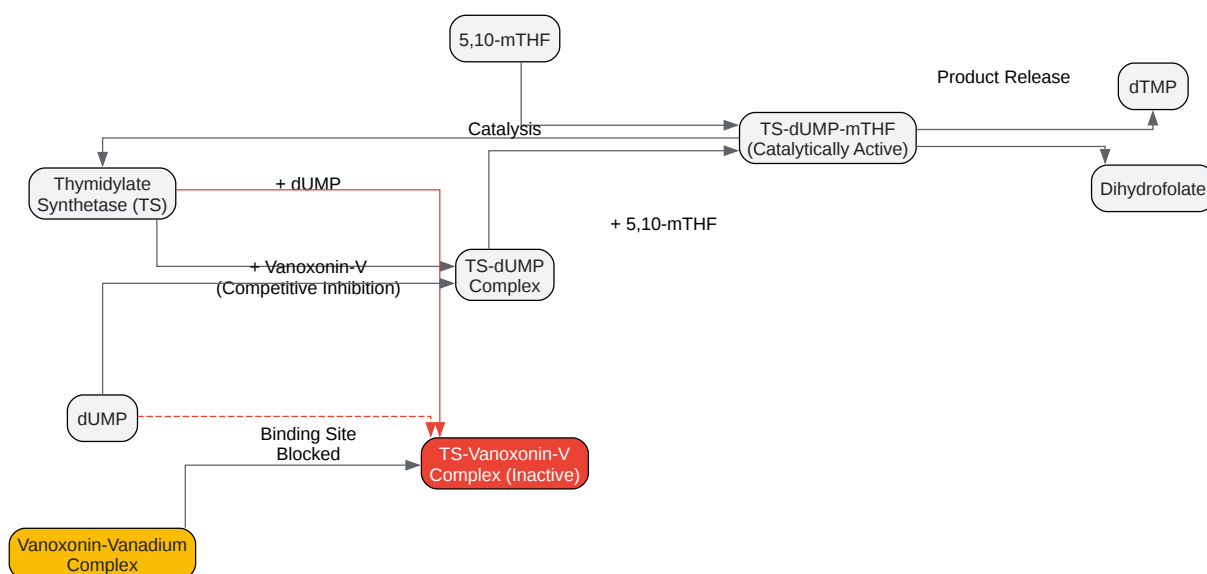 5,10-mTHF
Product Release
dTMP
TS-dUMP-mTHF
(Catalytically Active)
Catalysis
Thymidylate
Synthetase (TS)
+ dUMP
Dihydrofolate
+ 5,10-mTHF
+ Vanoxonin-V
(Competitive Inhibition)
TS-dUMP
Complex
dUMP
Binding Site
Blocked
TS-Vanoxonin-V
Complex (Inactive)
Vanoxonin-Vanadium
Complex